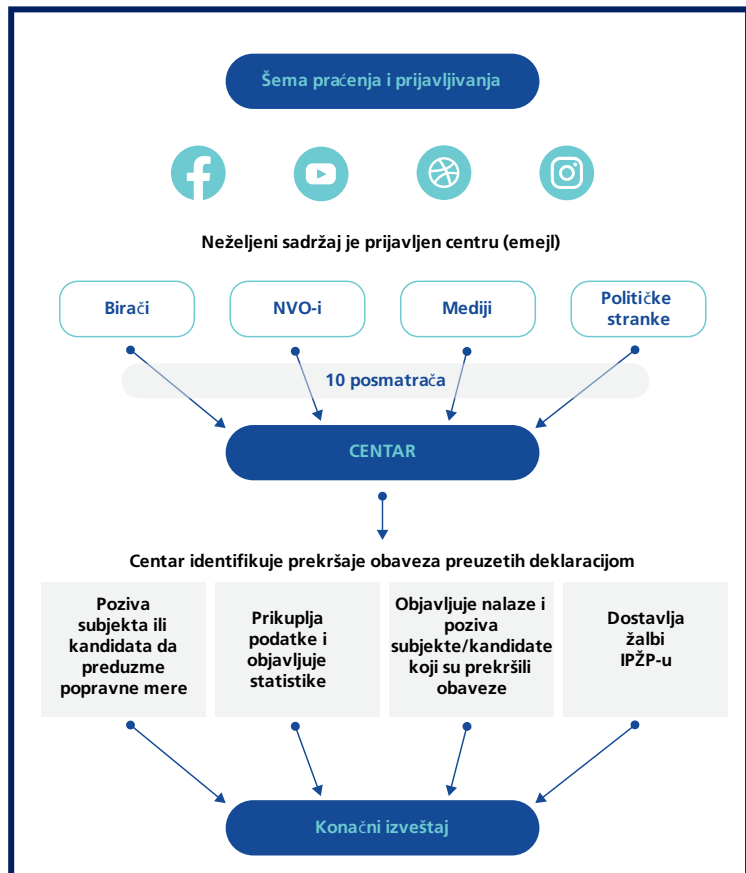 Šema praćenja i prijavljivanja
Neželjeni sadržaj je prijavljen centru (emejl)
Birači
NVO-i
Mediji
Političke
stranke
10 posmatrača
CENTAR
Centar identifikuje prekršaje obaveza preuzetih deklaracijom
Poziva
subjekta ili
kandidata da
preduzme
popravne mere
Prikuplja
podatke i
objavljuje
statistike
Objavljuje nalaze i
poziva
subjekte/kandidate
koji su prekršili
obaveze
Dostavlja
žalbi
IPŽP-u
Konačni izveštaj